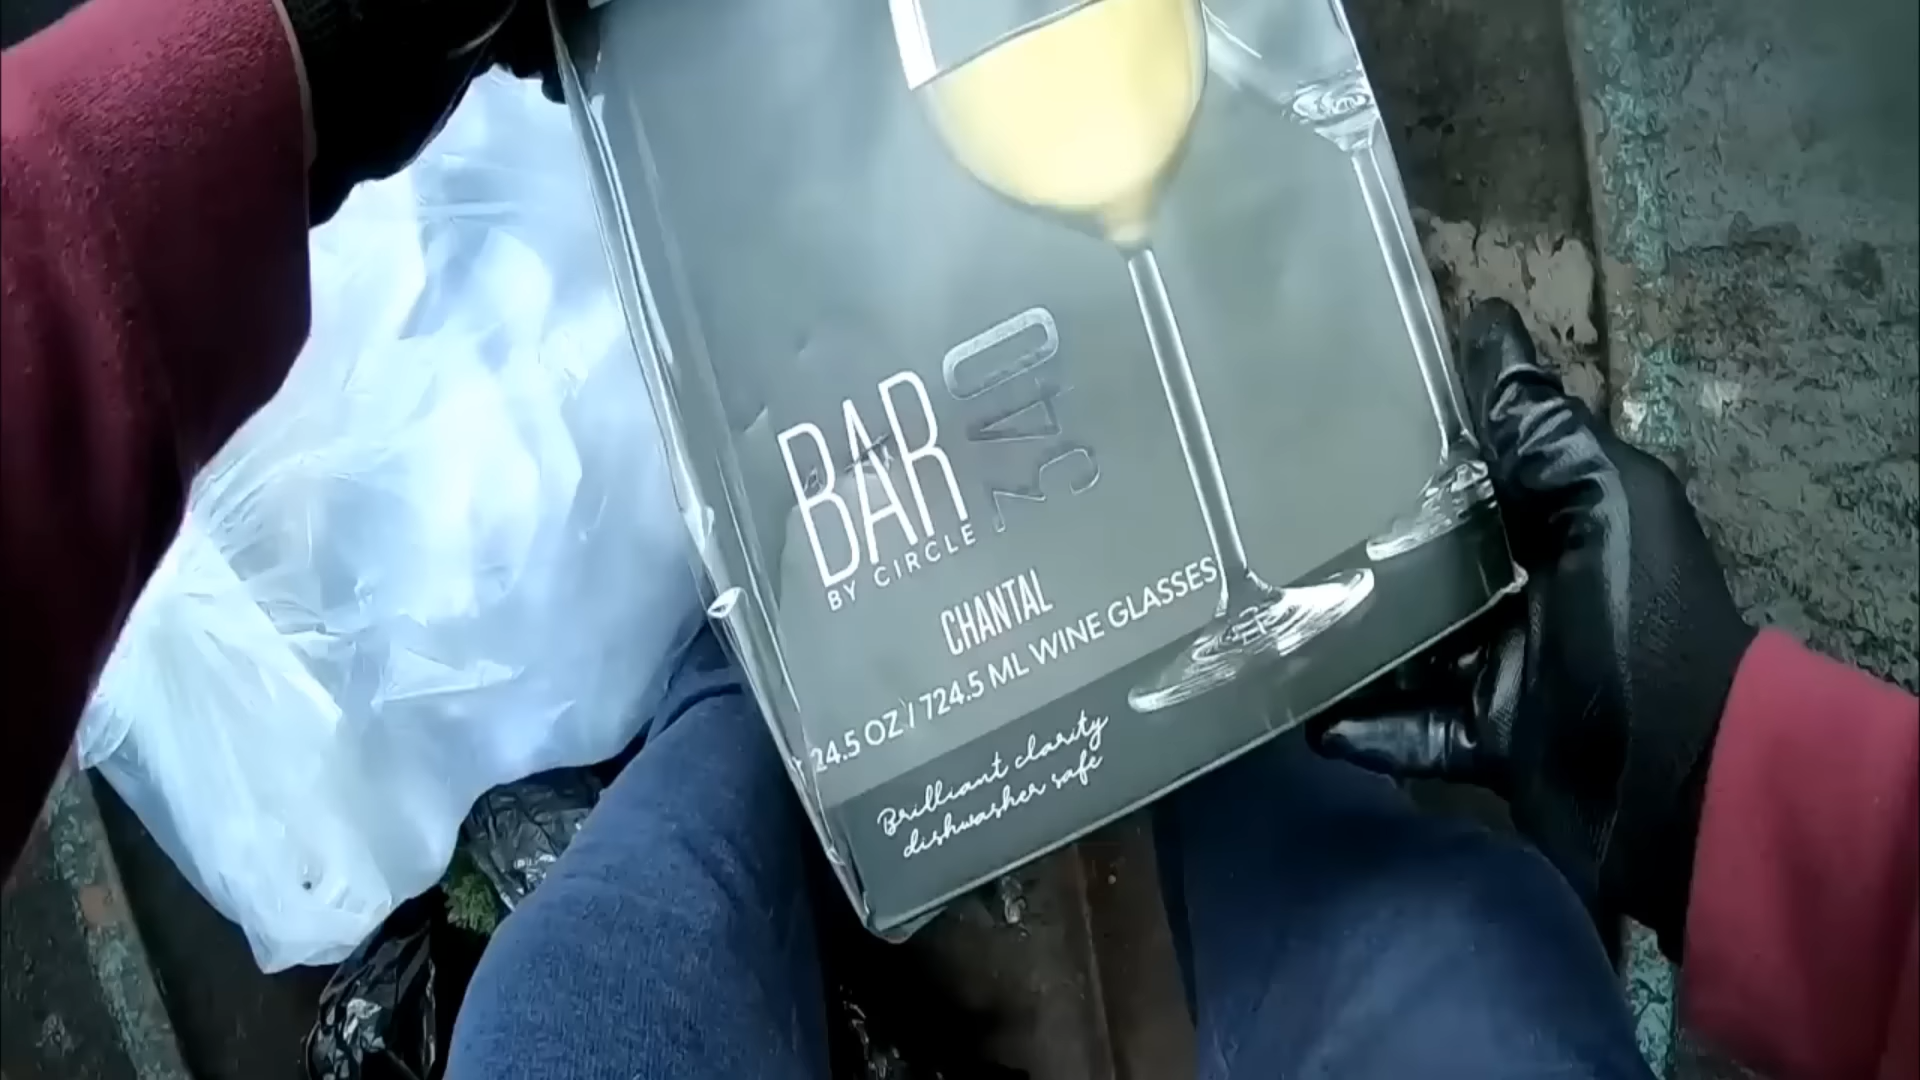 BAR 340
BY CIRCLE
CHANTAL
24.5 OZ / 724.5 ML WINE GLASSES
Brilliant clarity
dishwasher safe